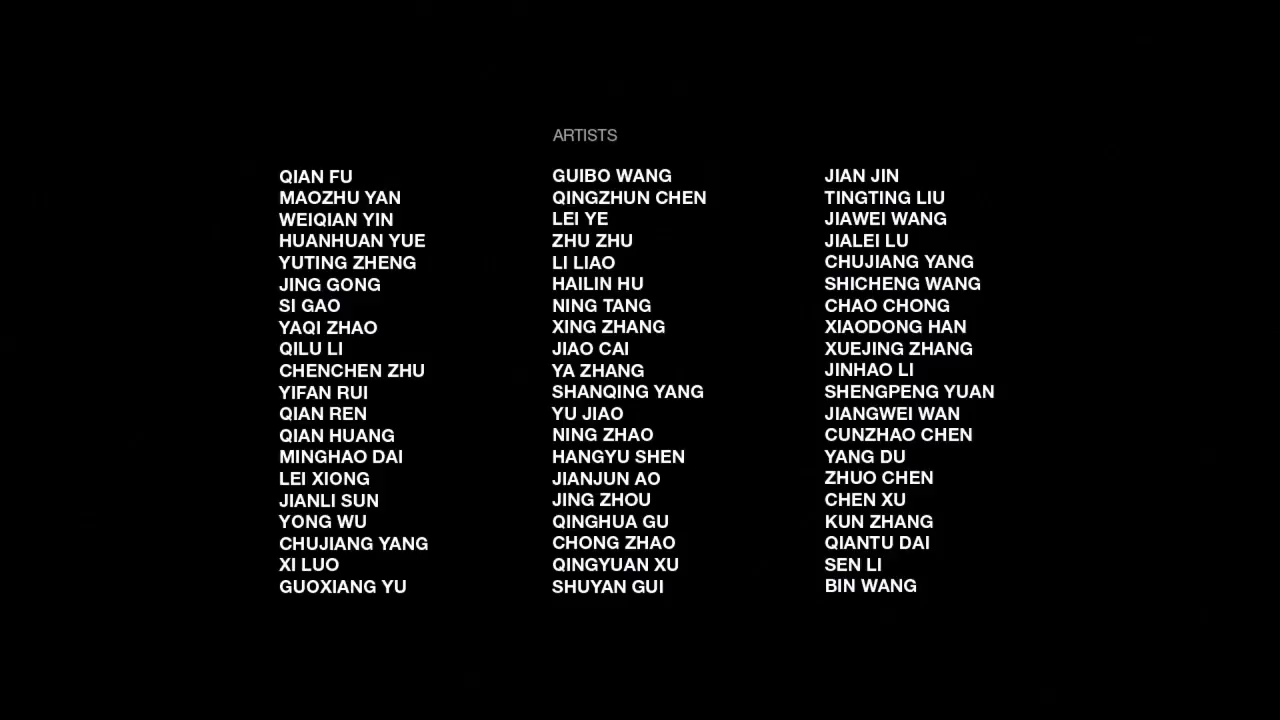 ARTISTS
QIAN FU
MAOZHU YAN
WEIQIAN YIN
HUANHUAN YUE
YUTING ZHENG
JING GONG
SI GAO
YAQI ZHAO
QILU LI
CHENCHEN ZHU
YIFAN RUI
QIAN REN
QIAN HUANG
MINGHAO DAI
LEI XIONG
JIANLI SUN
YONG WU
CHUJIANG YANG
XI LUO
GUOXIANG YU
GUIBO WANG
QINGZHUN CHEN
LEI YE
ZHU ZHU
LI LIAO
HAILIN HU
NING TANG
XING ZHANG
JIAO CAI
YA ZHANG
SHANQING YANG
YU JIAO
NING ZHAO
HANGYU SHEN
JIANJUN AO
JING ZHOU
QINGHUA GU
CHONG ZHAO
QINGYUAN XU
SHUYAN GUI
JIAN JIN
TINGTING LIU
JIAWEI WANG
JIALEI LU
CHUJIANG YANG
SHICHENG WANG
CHAO CHONG
XIAODONG HAN
XUEJING ZHANG
JINHAO LI
SHENGPENG YUAN
JIANGWEI WAN
CUNZHAO CHEN
YANG DU
ZHUO CHEN
CHEN XU
KUN ZHANG
QIANTU DAI
SEN LI
BIN WANG